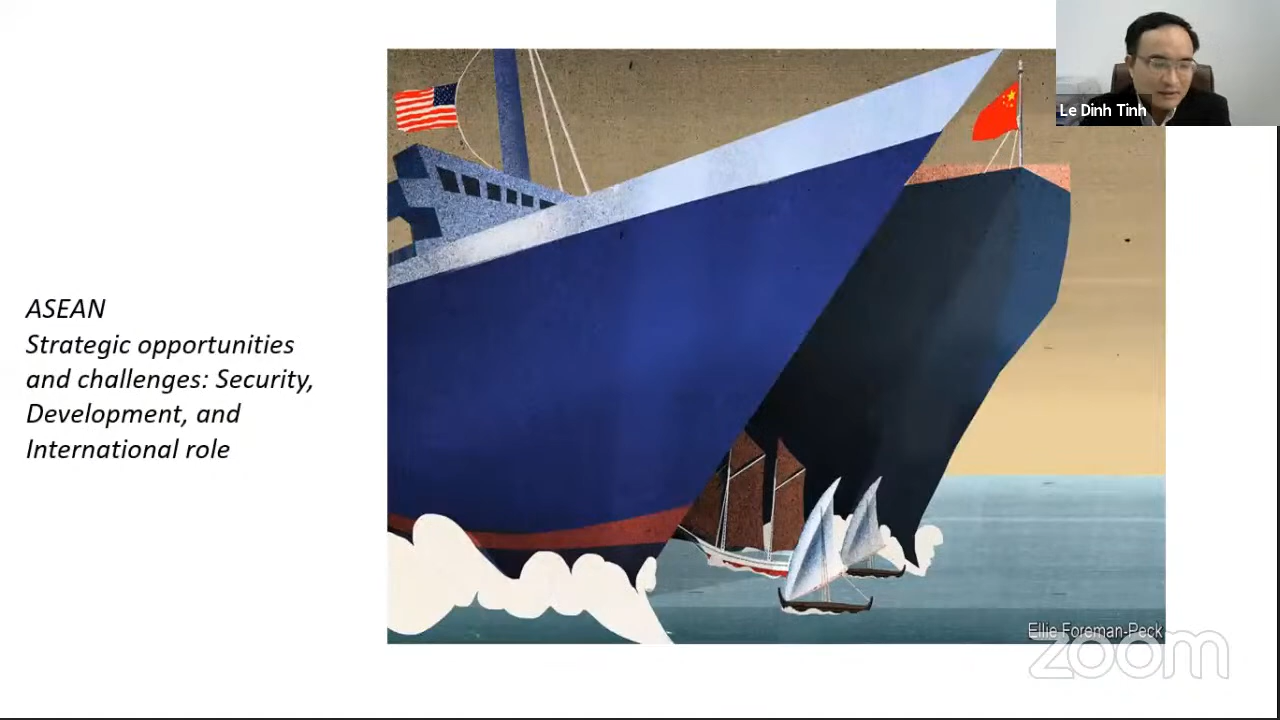 Le Dinh Tinh
ASEAN
Strategic opportunities
and challenges: Security,
Development, and
International role
Ellie Foreman-Peck
zoom